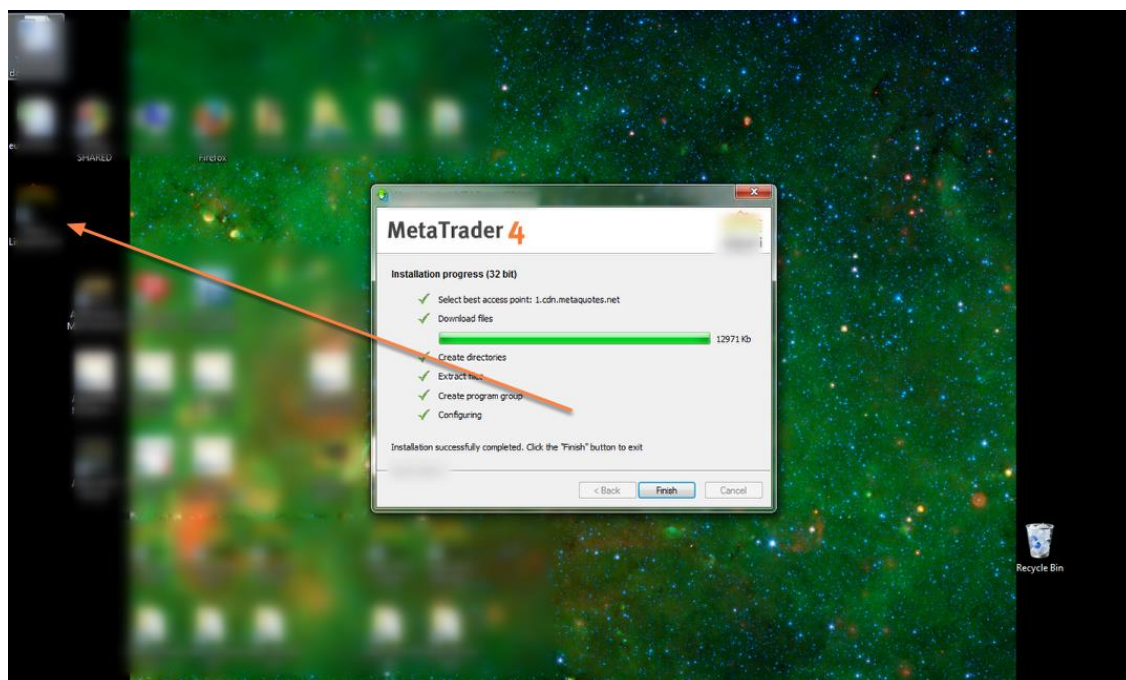 SHARED
Firefox
MetaTrader 4
Installation progress (32 bit)
Select best access point: 1.cdn.metaquotes.net
Download files
12971 Kb
Create directories
Extract files
Create program group
Configuring
Installation successfully completed. Click the "Finish" button to exit
< Back
Finish
Cancel
Recycle Bin